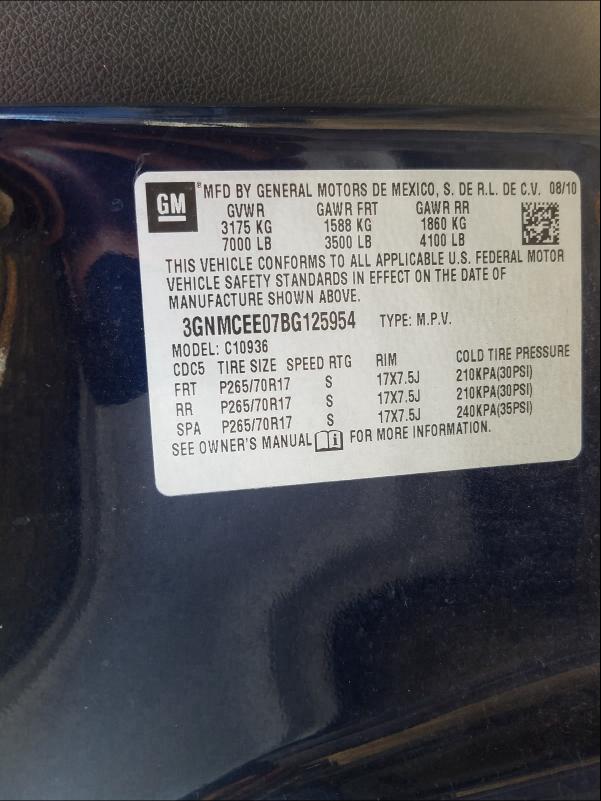 GM ® MFD BY GENERAL MOTORS DE MEXICO, S. DE R.L. DE C.V. 08/10
GVWR GAWR FRT GAWR RR
3175 KG 1588 KG 1860 KG
7000 LB 3500 LB 4100 LB
THIS VEHICLE CONFORMS TO ALL APPLICABLE U.S. FEDERAL MOTOR
VEHICLE SAFETY STANDARDS IN EFFECT ON THE DATE OF
MANUFACTURE SHOWN ABOVE.
3GNMCEE07BG125954 TYPE: M.P.V.
MODEL: C10936
CDC5 TIRE SIZE SPEED RTG RIM COLD TIRE PRESSURE
FRT P265/70R17 S 17X7.5J 210KPA(30PSI)
RR P265/70R17 S 17X7.5J 210KPA(30PSI)
SPA P265/70R17 S 17X7.5J 240KPA(35PSI)
SEE OWNER'S MANUAL FOR MORE INFORMATION.